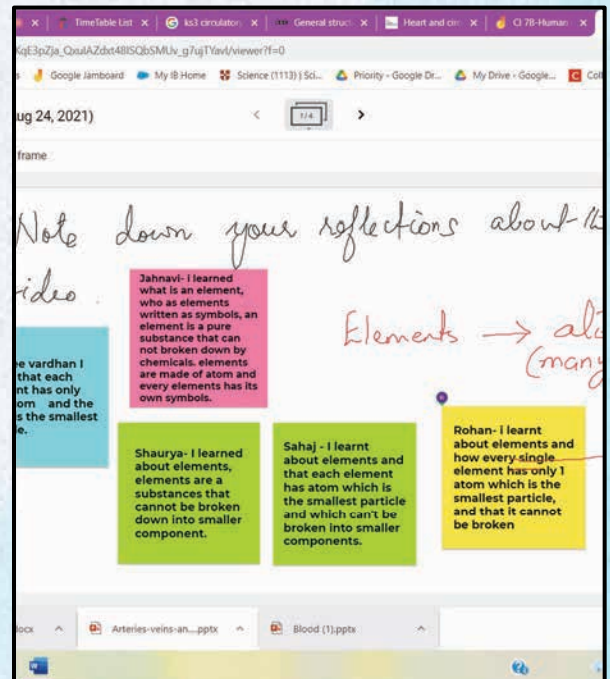 TimeTable List
ks3 circulatory
General struc
Heart and cir
CI 7B-Human
KqE3pZja_QxulAZdxt48ISQbSMUv_g7ujTYavI/viewer?f=0
Google Jamboard
My IB Home
Science (1113) | Sci...
Priority - Google Dr...
My Drive - Google...
Coll
ug 24, 2021)
1/4
frame
Note down your reflections about the
ideo.
Jahnavi- I learned
what is an element,
who as elements
written as symbols, an
element is a pure
substance that can
not broken down by
chemicals. elements
are made of atom and
every elements has its
own symbols.
Elements → ato
(many
ee vardhan I
that each
nt has only
om and the
s the smallest
le.
Shaurya- I learned
about elements,
elements are a
substances that
cannot be broken
down into smaller
component.
Sahaj - I learnt
about elements and
that each element
has atom which is
the smallest particle
and which can't be
broken into smaller
components.
Rohan- i learnt
about elements and
how every single
element has only 1
atom which is the
smallest particle,
and that it cannot
be broken
docx
Arteries-veins-an....pptx
Blood (1).pptx